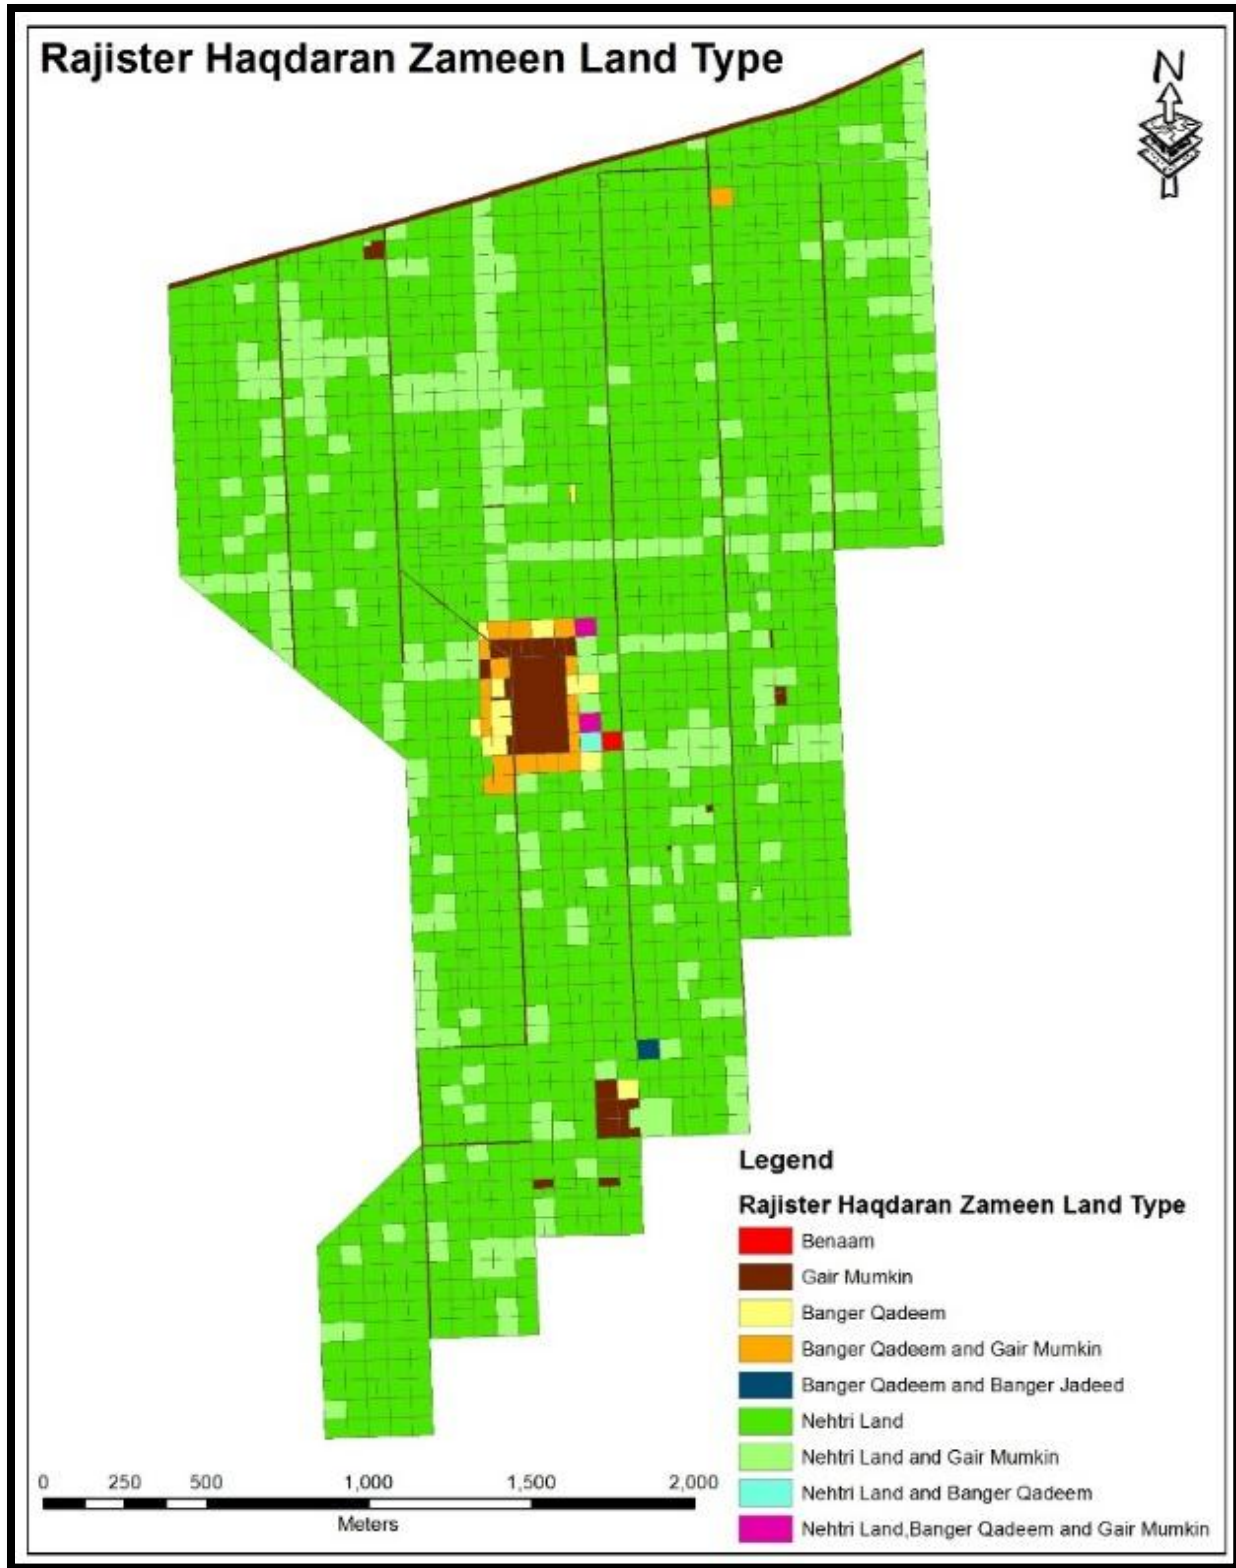 Rajister Haqdaran Zameen Land Type
N
Legend
Rajister Haqdaran Zameen Land Type
Benaam
Gair Mumkin
Banger Qadeem
Banger Qadeem and Gair Mumkin
Banger Qadeem and Banger Jadeed
Nehtri Land
Nehtri Land and Gair Mumkin
Nehtri Land and Banger Qadeem
Nehtri Land,Banger Qadeem and Gair Mumkin
0 250 500 1,000 1,500 2,000
Meters